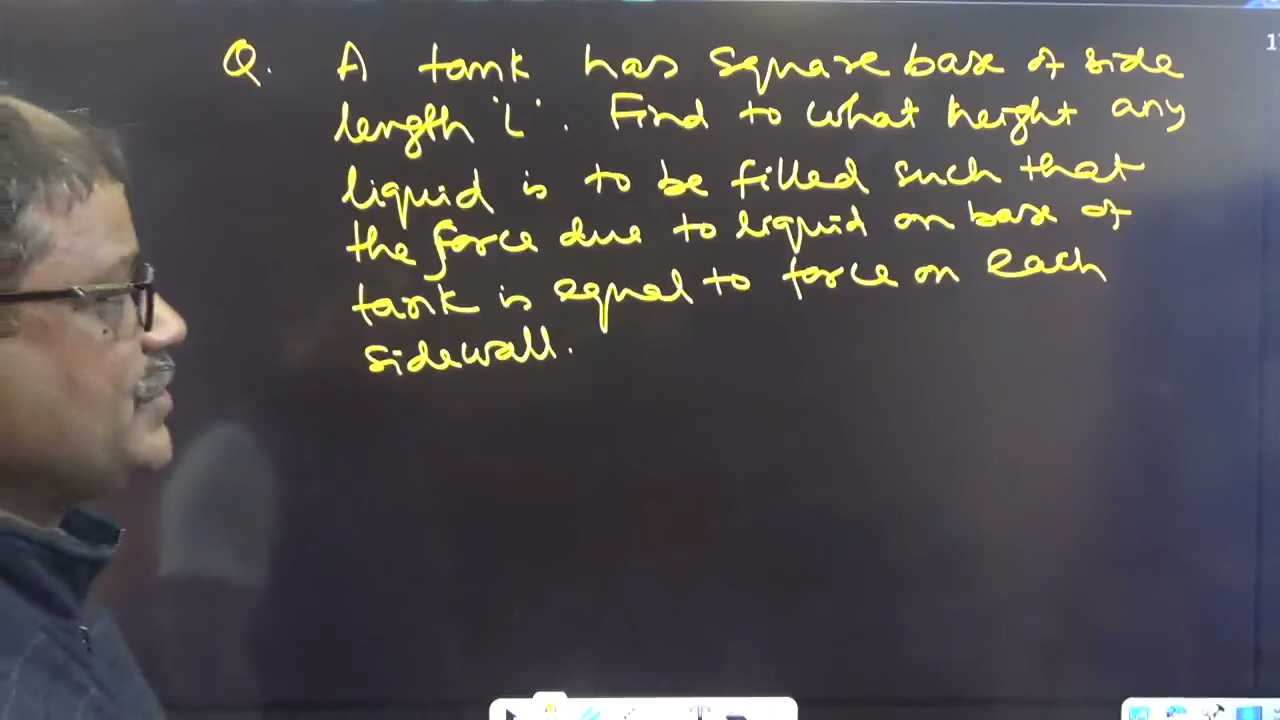 Q. A tank has square base of side
length 'L'. Find to what height any
liquid is to be filled such that
the force due to liquid on base of
tank is equal to force on each
sidewall.